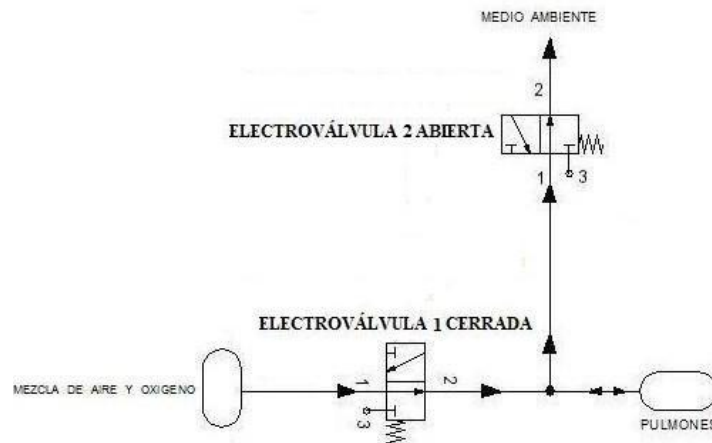 MEDIO AMBIENTE
2
ELECTROVÁLVULA 2 ABIERTA
1
3
ELECTROVÁLVULA 1 CERRADA
MEZCLA DE AIRE Y OXIGENO
1
2
3
PULMONES